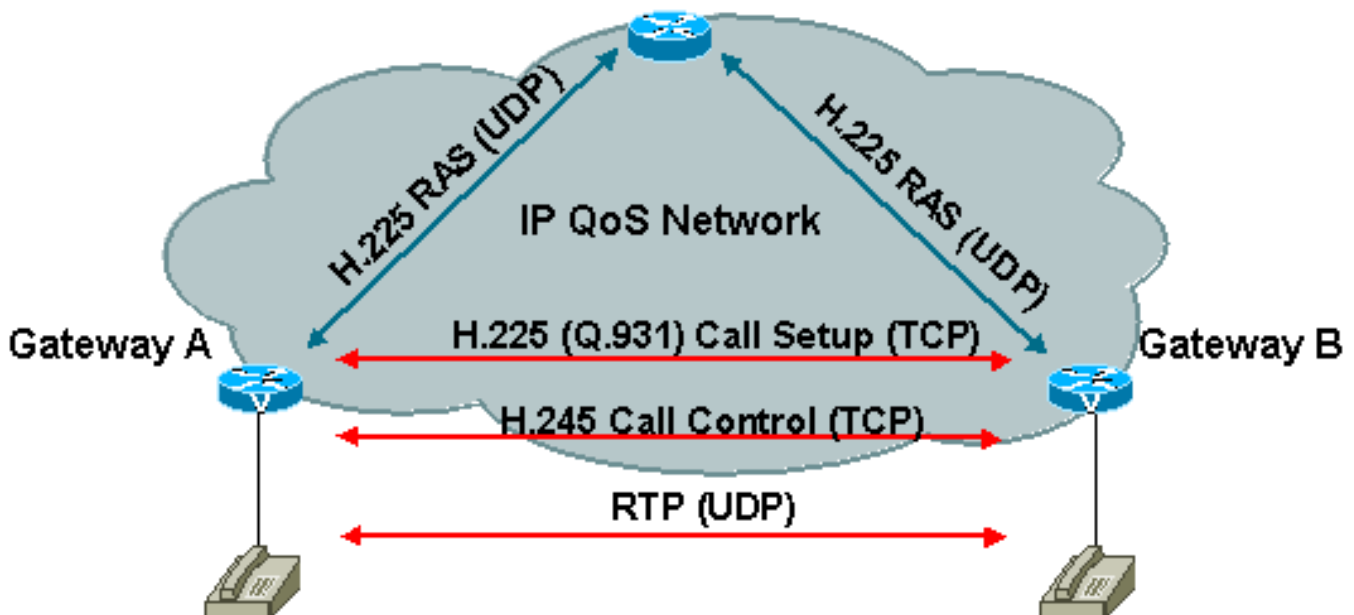 H.225 RAS (UDP)
H.225 RAS (UDP)
IP QoS Network
Gateway A
H.225 (Q.931) Call Setup (TCP)
Gateway B
V
V
H.245 Call Control (TCP)
RTP (UDP)